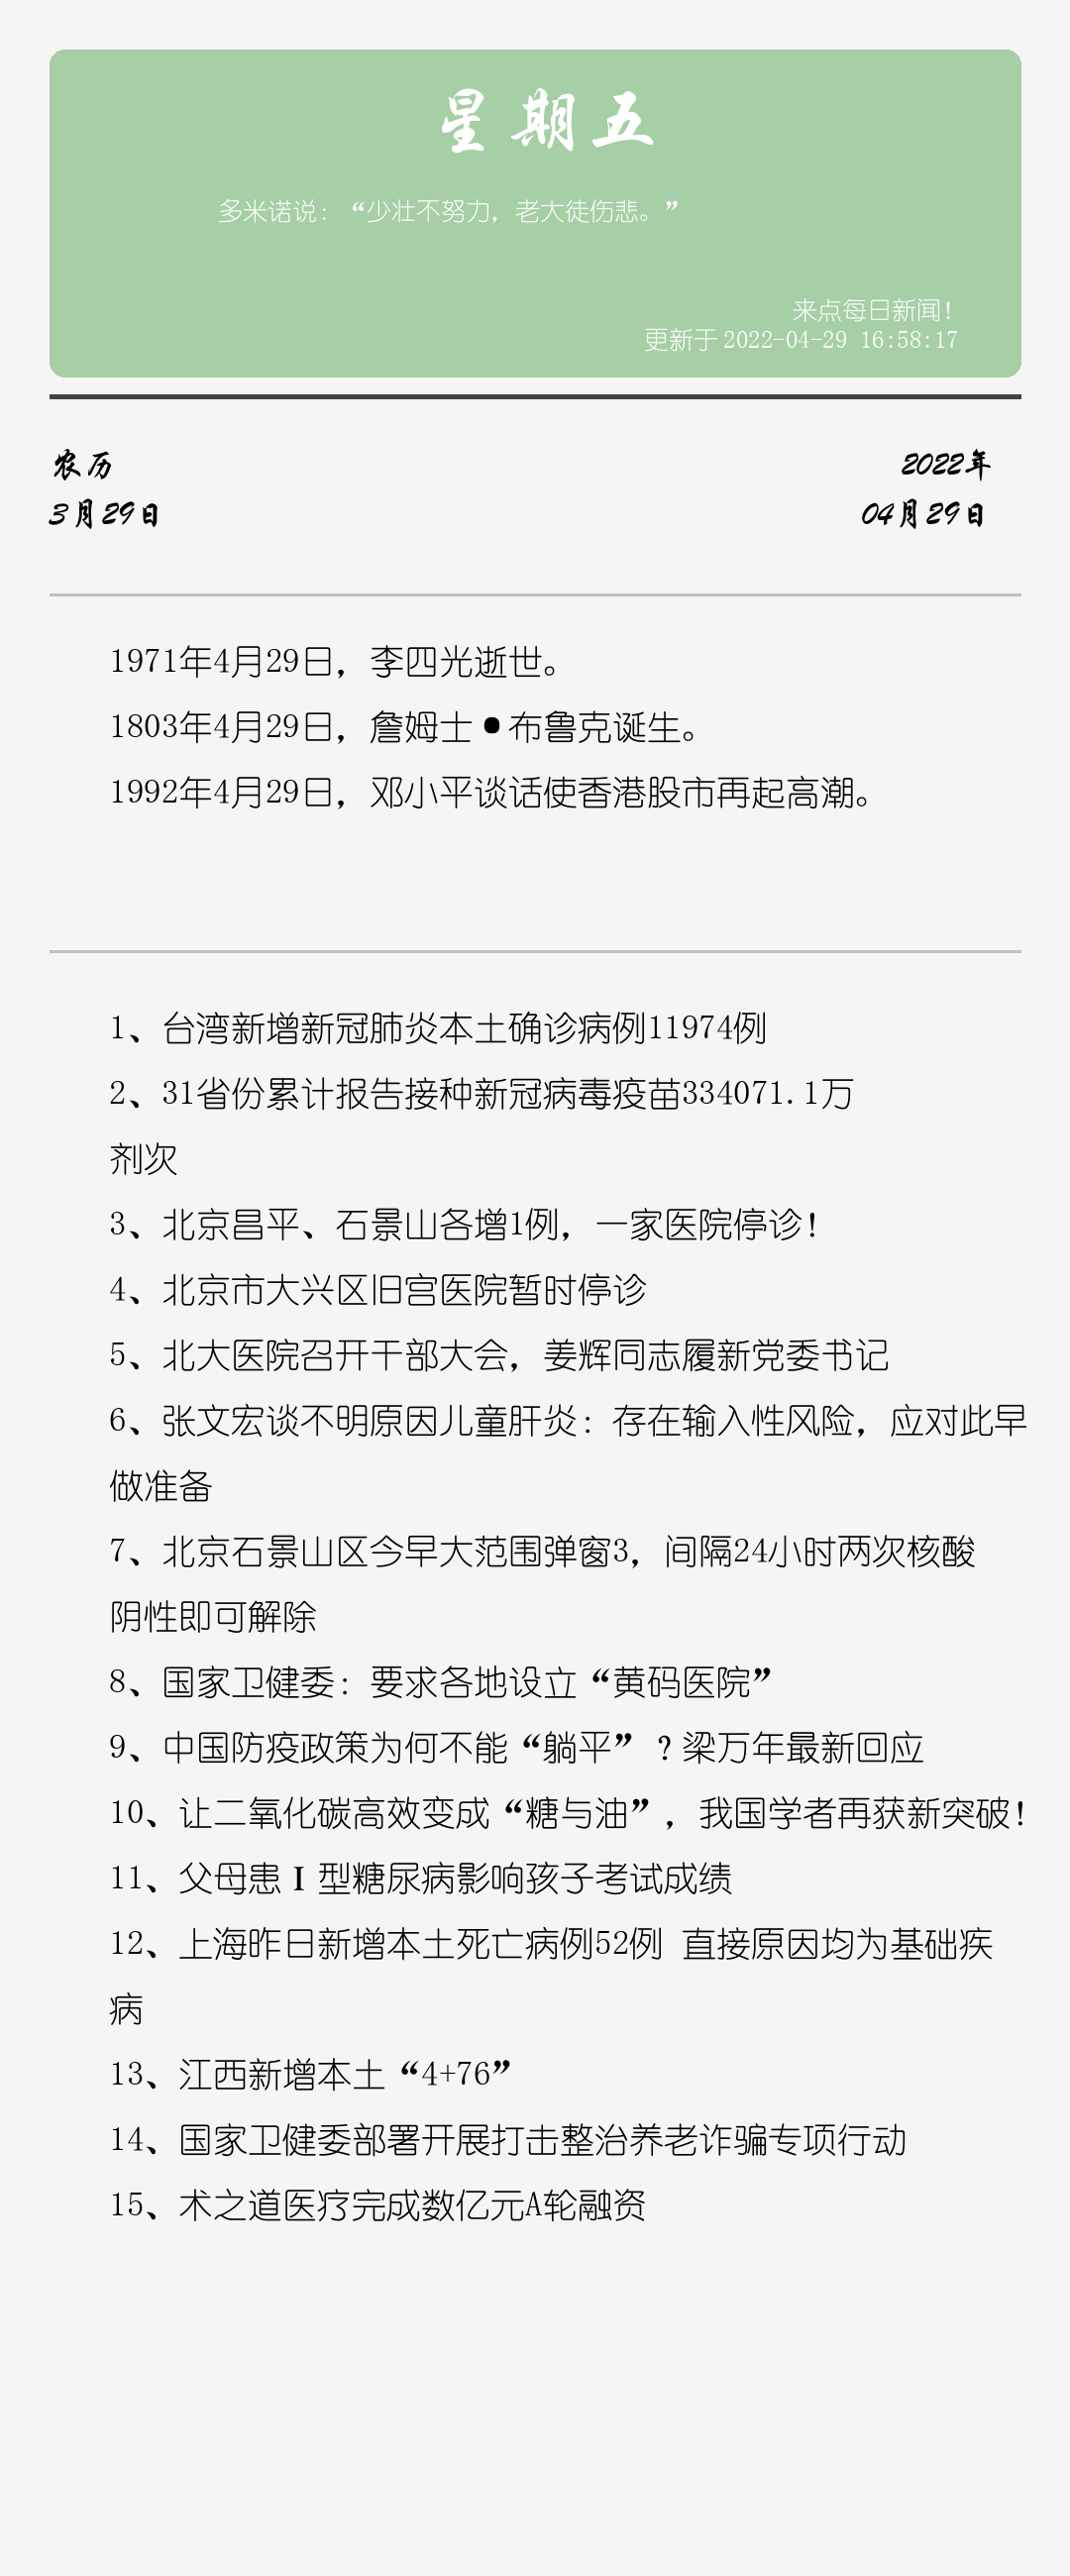 星期五
多米诺说：“少壮不努力，老大徒伤悲。”
来点每日新闻！
更新于2022-04-29 16:58:17
农历
3月29日
2022年
04月29日
1971年4月29日，李四光逝世。
1803年4月29日，詹姆士•布鲁克诞生。
1992年4月29日，邓小平谈话使香港股市再起高潮。
1、台湾新增新冠肺炎本土确诊病例11974例
2、31省份累计报告接种新冠病毒疫苗334071.1万
剂次
3、北京昌平、石景山各增1例，一家医院停诊！
4、北京市大兴区旧宫医院暂时停诊
5、北大医院召开干部大会，姜辉同志履新党委书记
6、张文宏谈不明原因儿童肝炎：存在输入性风险，应对此早
做准备
7、北京石景山区今早大范围弹窗3，间隔24小时两次核酸
阴性即可解除
8、国家卫健委：要求各地设立“黄码医院”
9、中国防疫政策为何不能“躺平”？梁万年最新回应
10、让二氧化碳高效变成“糖与油”，我国学者再获新突破！
11、父母患Ⅰ型糖尿病影响孩子考试成绩
12、上海昨日新增本土死亡病例52例 直接原因均为基础疾
病
13、江西新增本土“4+76”
14、国家卫健委部署开展打击整治养老诈骗专项行动
15、术之道医疗完成数亿元A轮融资